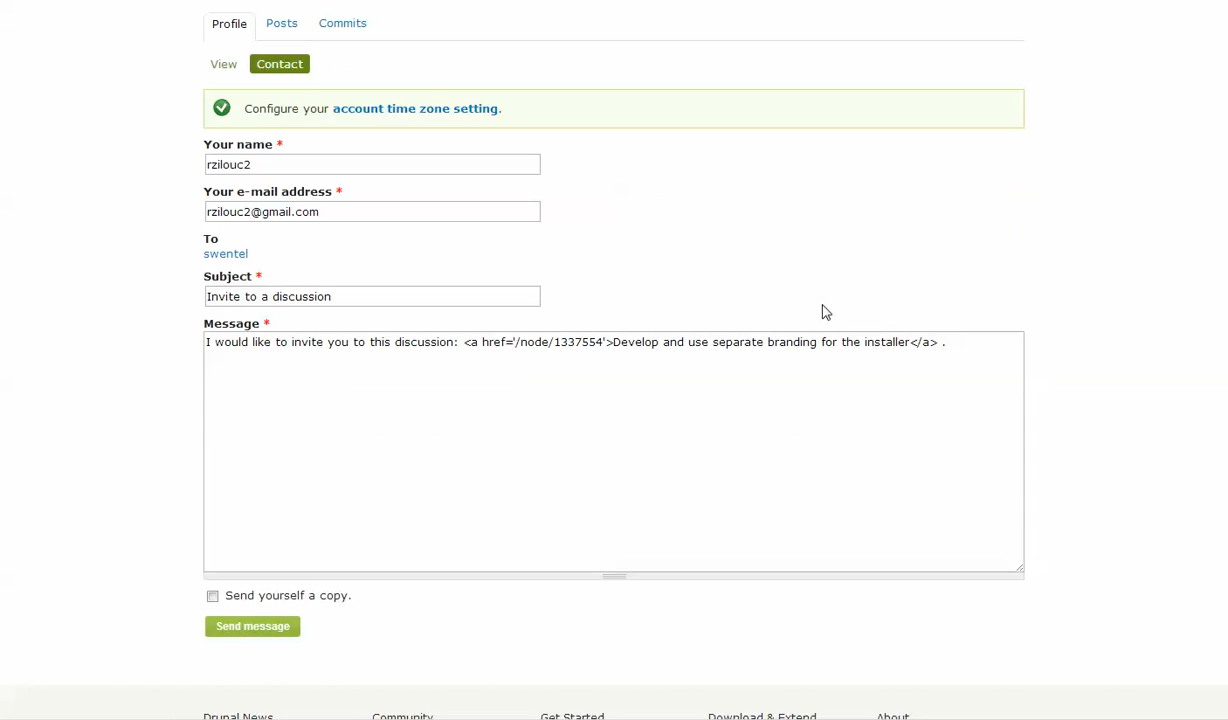 Profile Posts Commits
View Contact
Configure your account time zone setting.
Your name *
rzilouc2
Your e-mail address *
rzilouc2@gmail.com
To
swentel
Subject *
Invite to a discussion
Message *
I would like to invite you to this discussion: <a href='/node/1337554'>Develop and use separate branding for the installer</a> .
Send yourself a copy.
Send message
Drupal News Community Get Started Download & Extend About